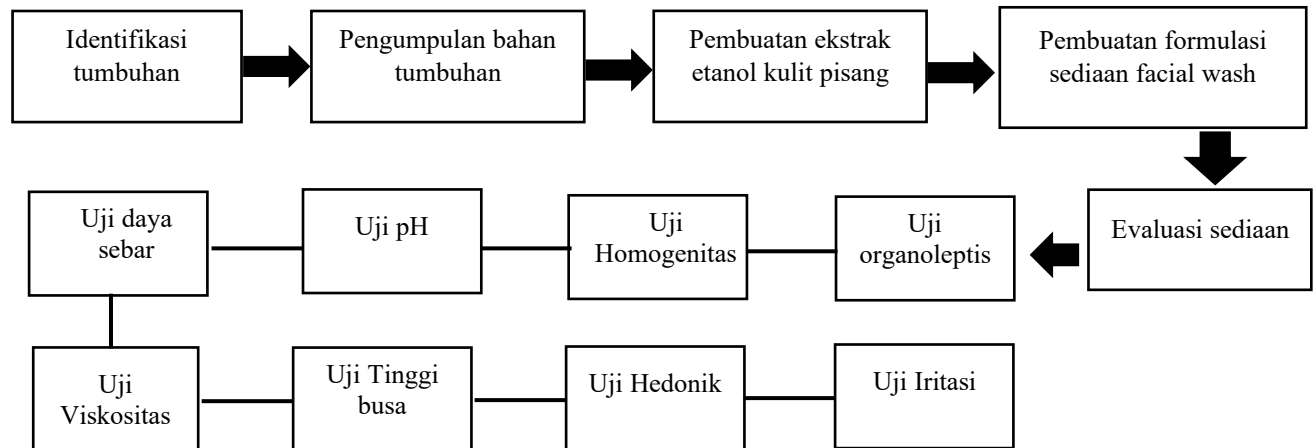 Identifikasi
tumbuhan
Pengumpulan bahan
tumbuhan
Pembuatan ekstrak
etanol kulit pisang
Pembuatan formulasi
sediaan facial wash
Evaluasi sediaan
Uji
organoleptis
Uji
Homogenitas
Uji pH
Uji daya
sebar
Uji
Viskositas
Uji Tinggi
busa
Uji Hedonik
Uji Iritasi